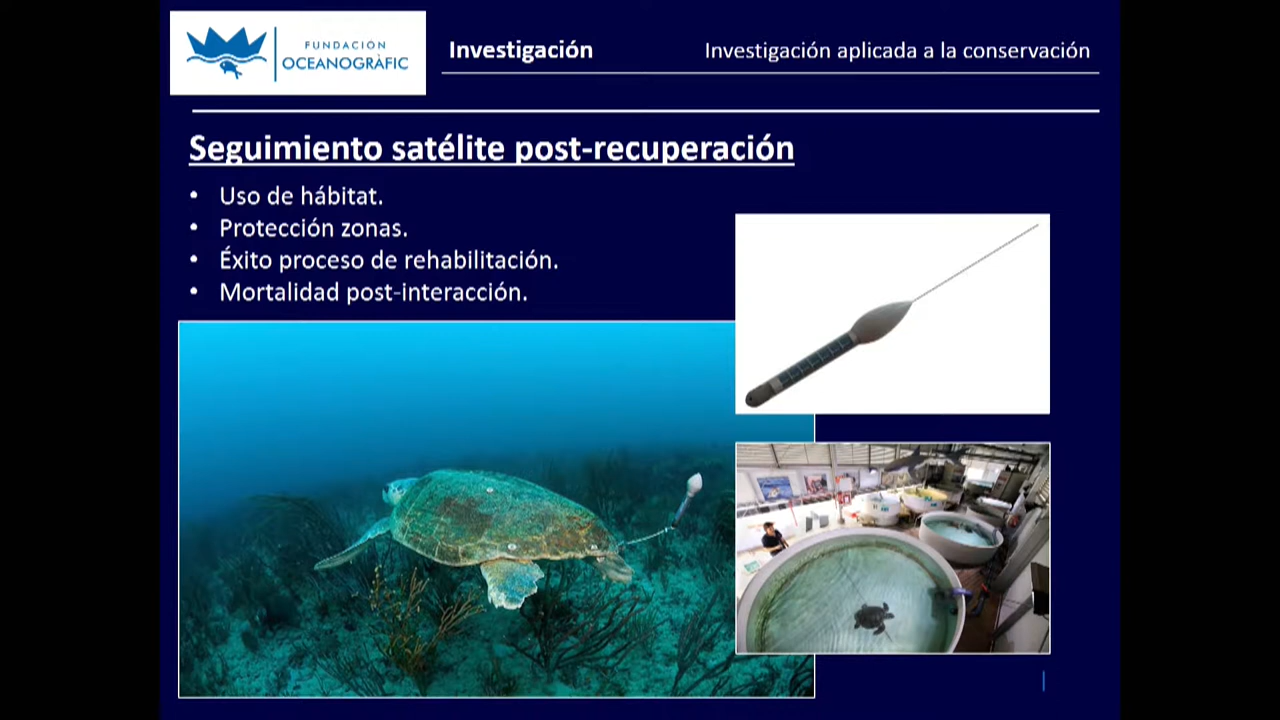 FUNDACIÓN
OCEANOGRÀFIC
Investigación
Investigación aplicada a la conservación
Seguimiento satélite post-recuperación
• Uso de hábitat.
• Protección zonas.
• Éxito proceso de rehabilitación.
• Mortalidad post-interacción.